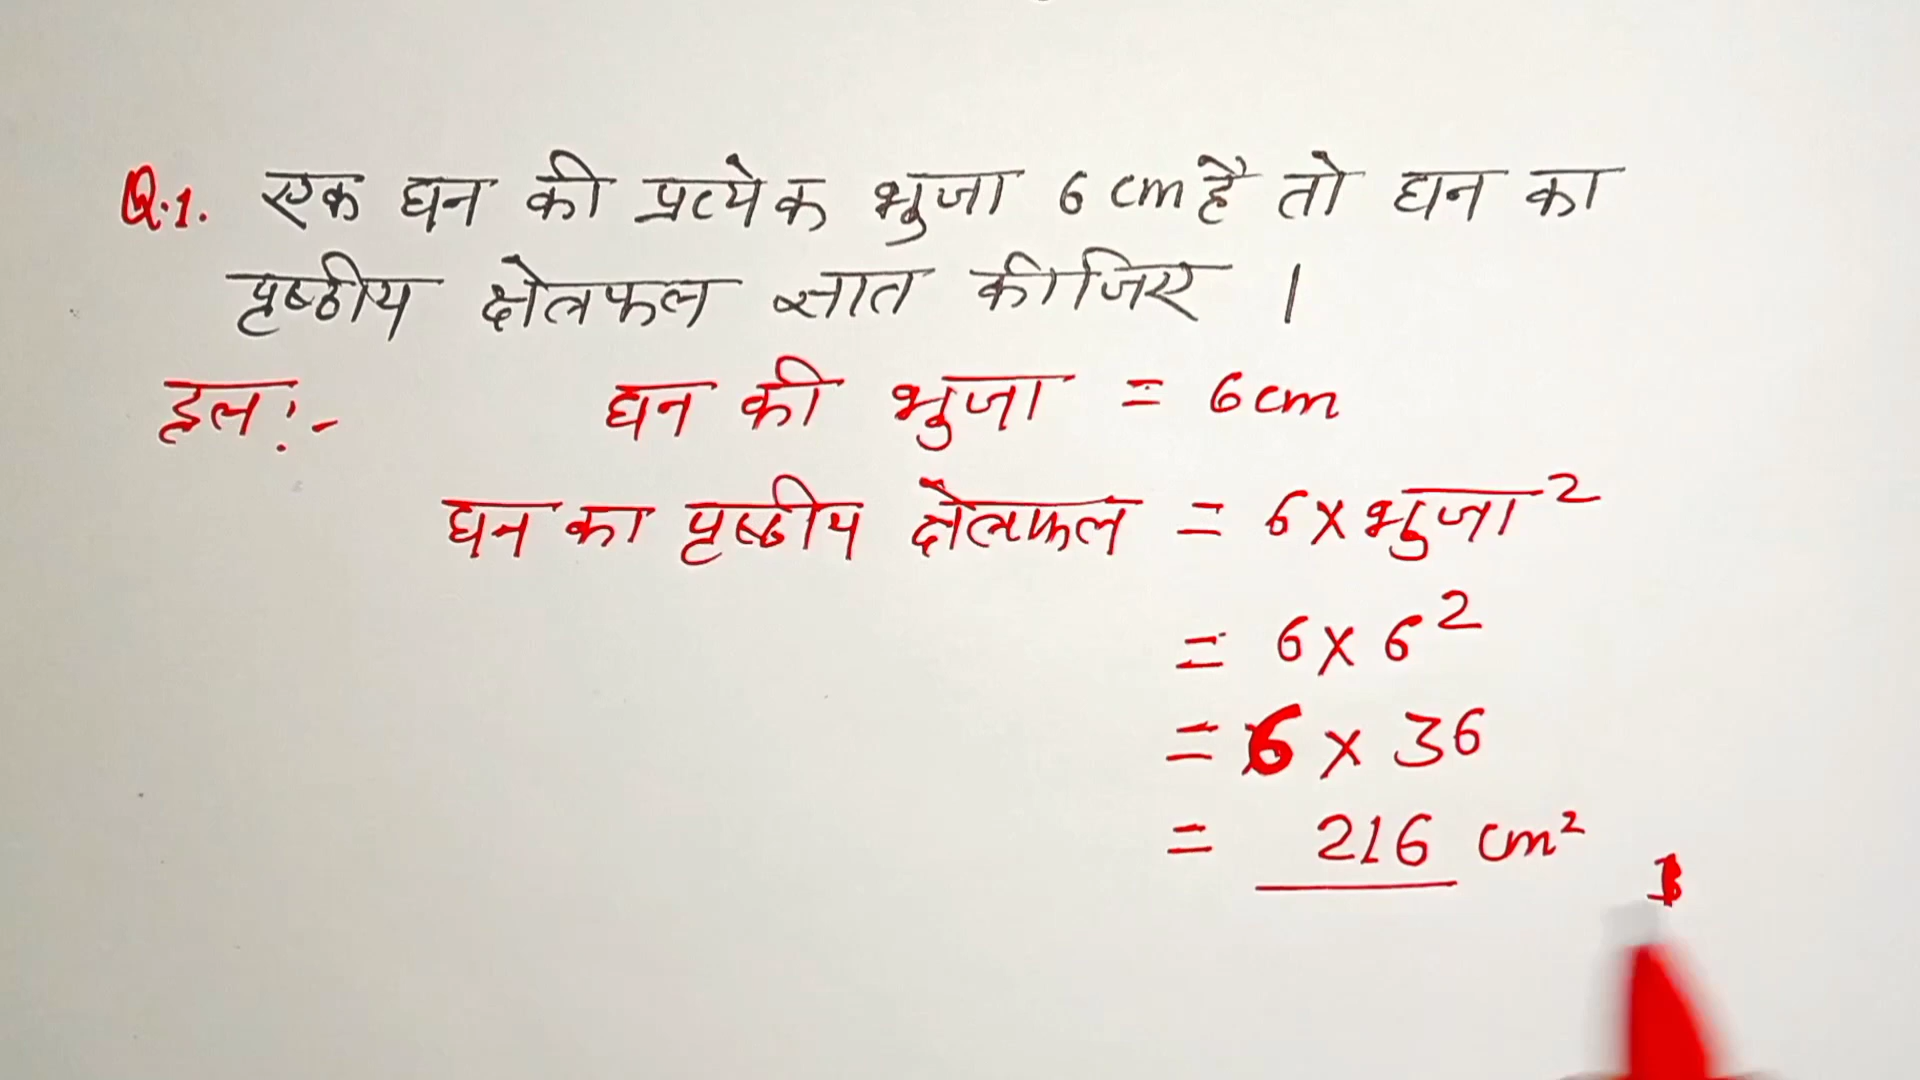 Q.1. एक घन की प्रत्येक भुजा 6 cm है तो घन का
पृष्ठीय क्षेत्रफल ज्ञात कीजिए ।
हल:- घन की भुजा = 6 cm
घन का पृष्ठीय क्षेत्रफल = 6 × भुजा²
= 6 × 6²
= 6 × 36
= 216 cm²